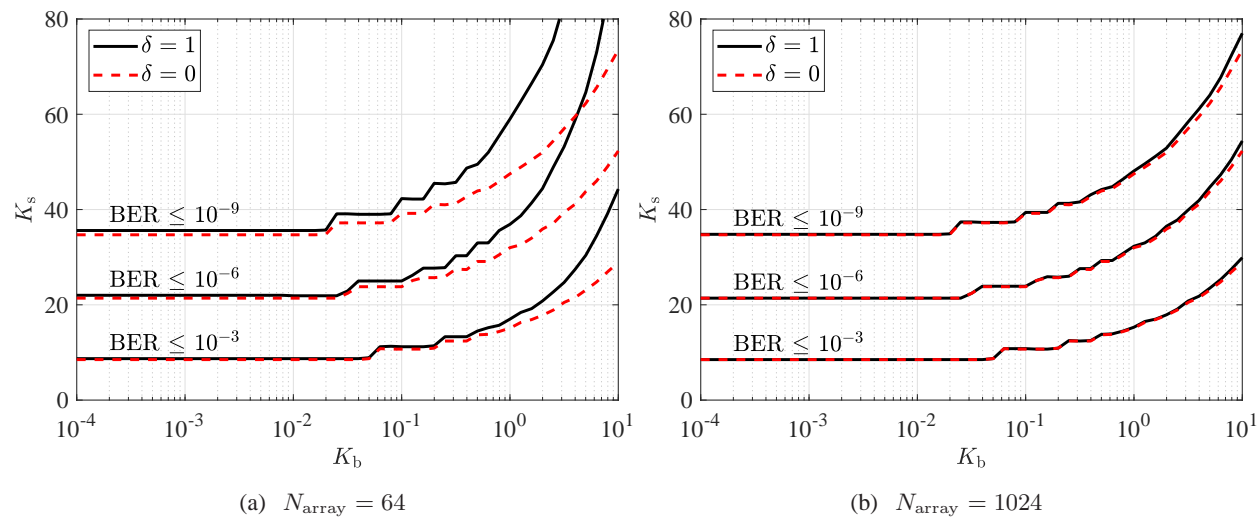 80
60
40
20
0
K_s
δ = 1
δ = 0
BER ≤ 10^-9
BER ≤ 10^-6
BER ≤ 10^-3
10^-4 10^-3 10^-2 10^-1 10^0 10^1
K_b
(a) N_array = 64
80
60
40
20
0
K_s
δ = 1
δ = 0
BER ≤ 10^-9
BER ≤ 10^-6
BER ≤ 10^-3
10^-4 10^-3 10^-2 10^-1 10^0 10^1
K_b
(b) N_array = 1024